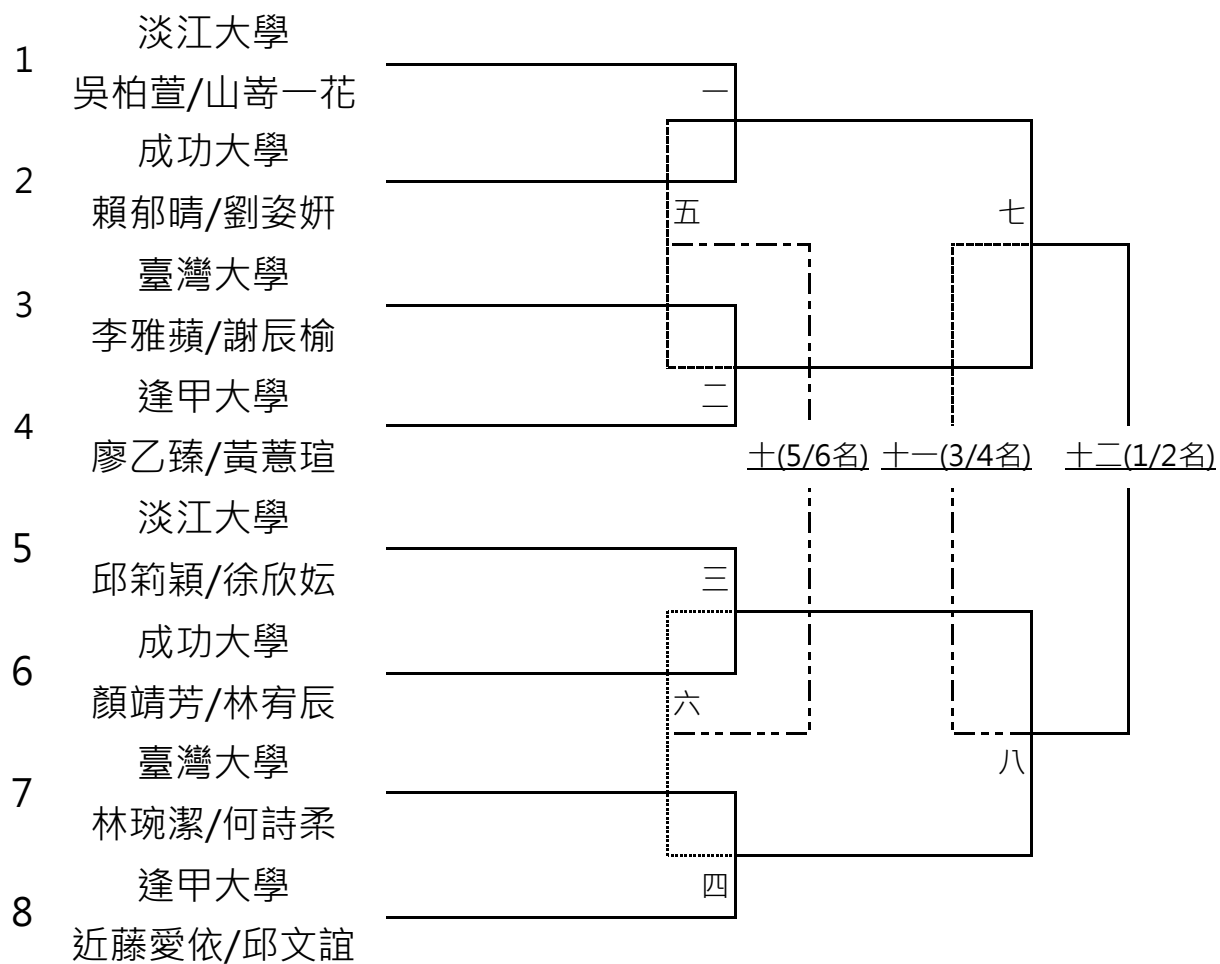 淡江大學
1
吳柏萱/山嵜一花
一
成功大學
2
賴郁晴/劉姿妍
五
七
臺灣大學
3
李雅蘋/謝辰榆
逢甲大學
二
4
廖乙臻/黃薏瑄
十(5/6名) 十一(3/4名) 十二(1/2名)
淡江大學
5
邱莉穎/徐欣妘
三
成功大學
6
顏靖芳/林宥辰
六
臺灣大學
八
7
林琬潔/何詩柔
逢甲大學
四
8
近藤愛依/邱文誼